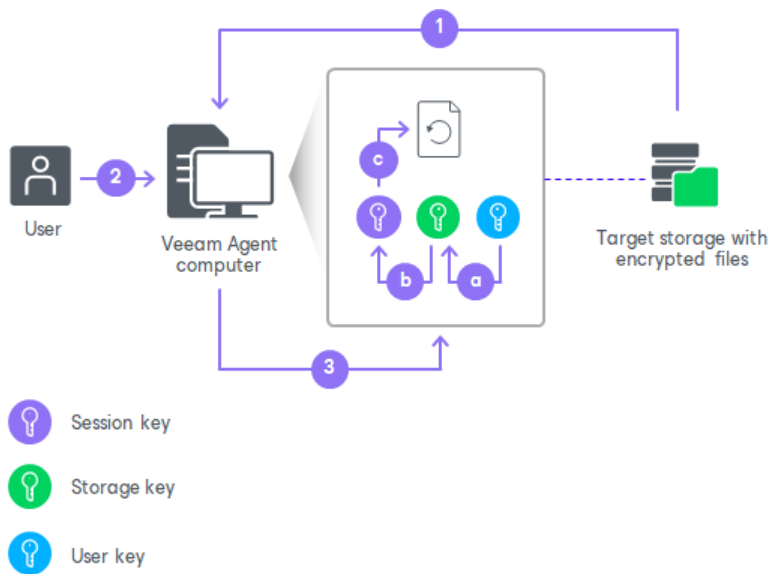 1
c
2
User
Veeam Agent
computer
b
a
Target storage with
encrypted files
3
Session key
Storage key
User key